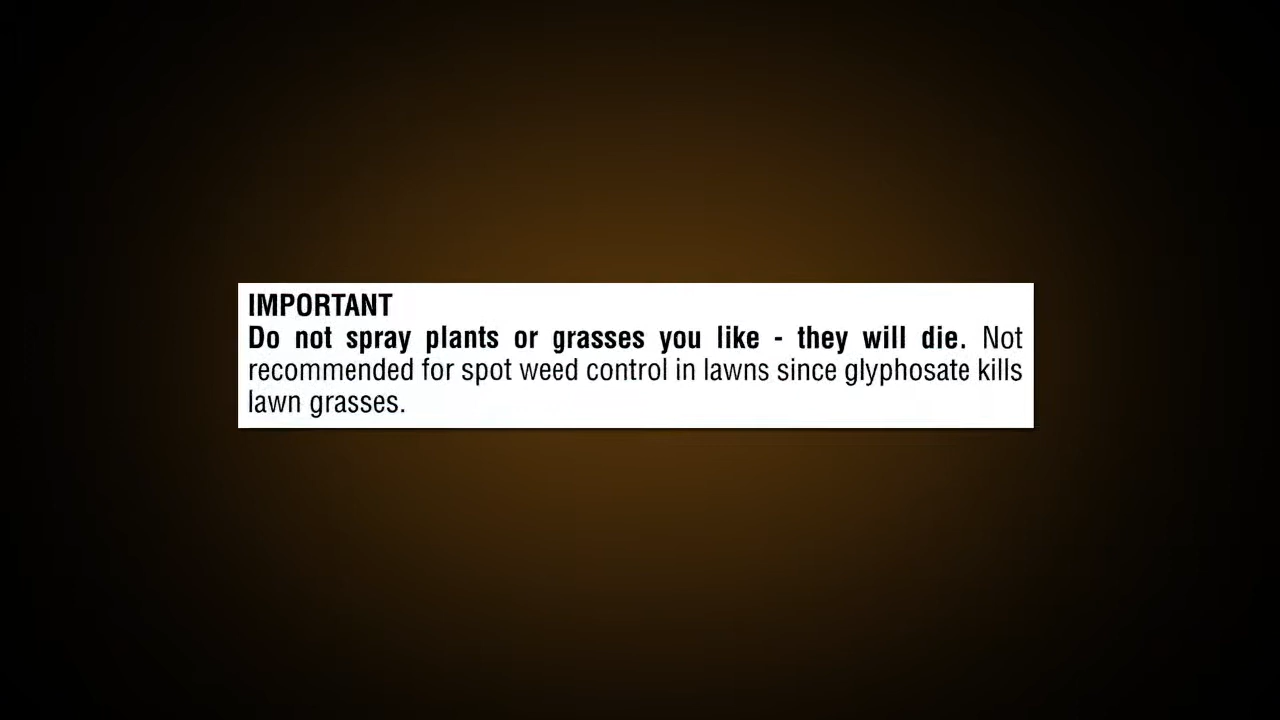 IMPORTANT
Do not spray plants or grasses you like - they will die. Not
recommended for spot weed control in lawns since glyphosate kills
lawn grasses.